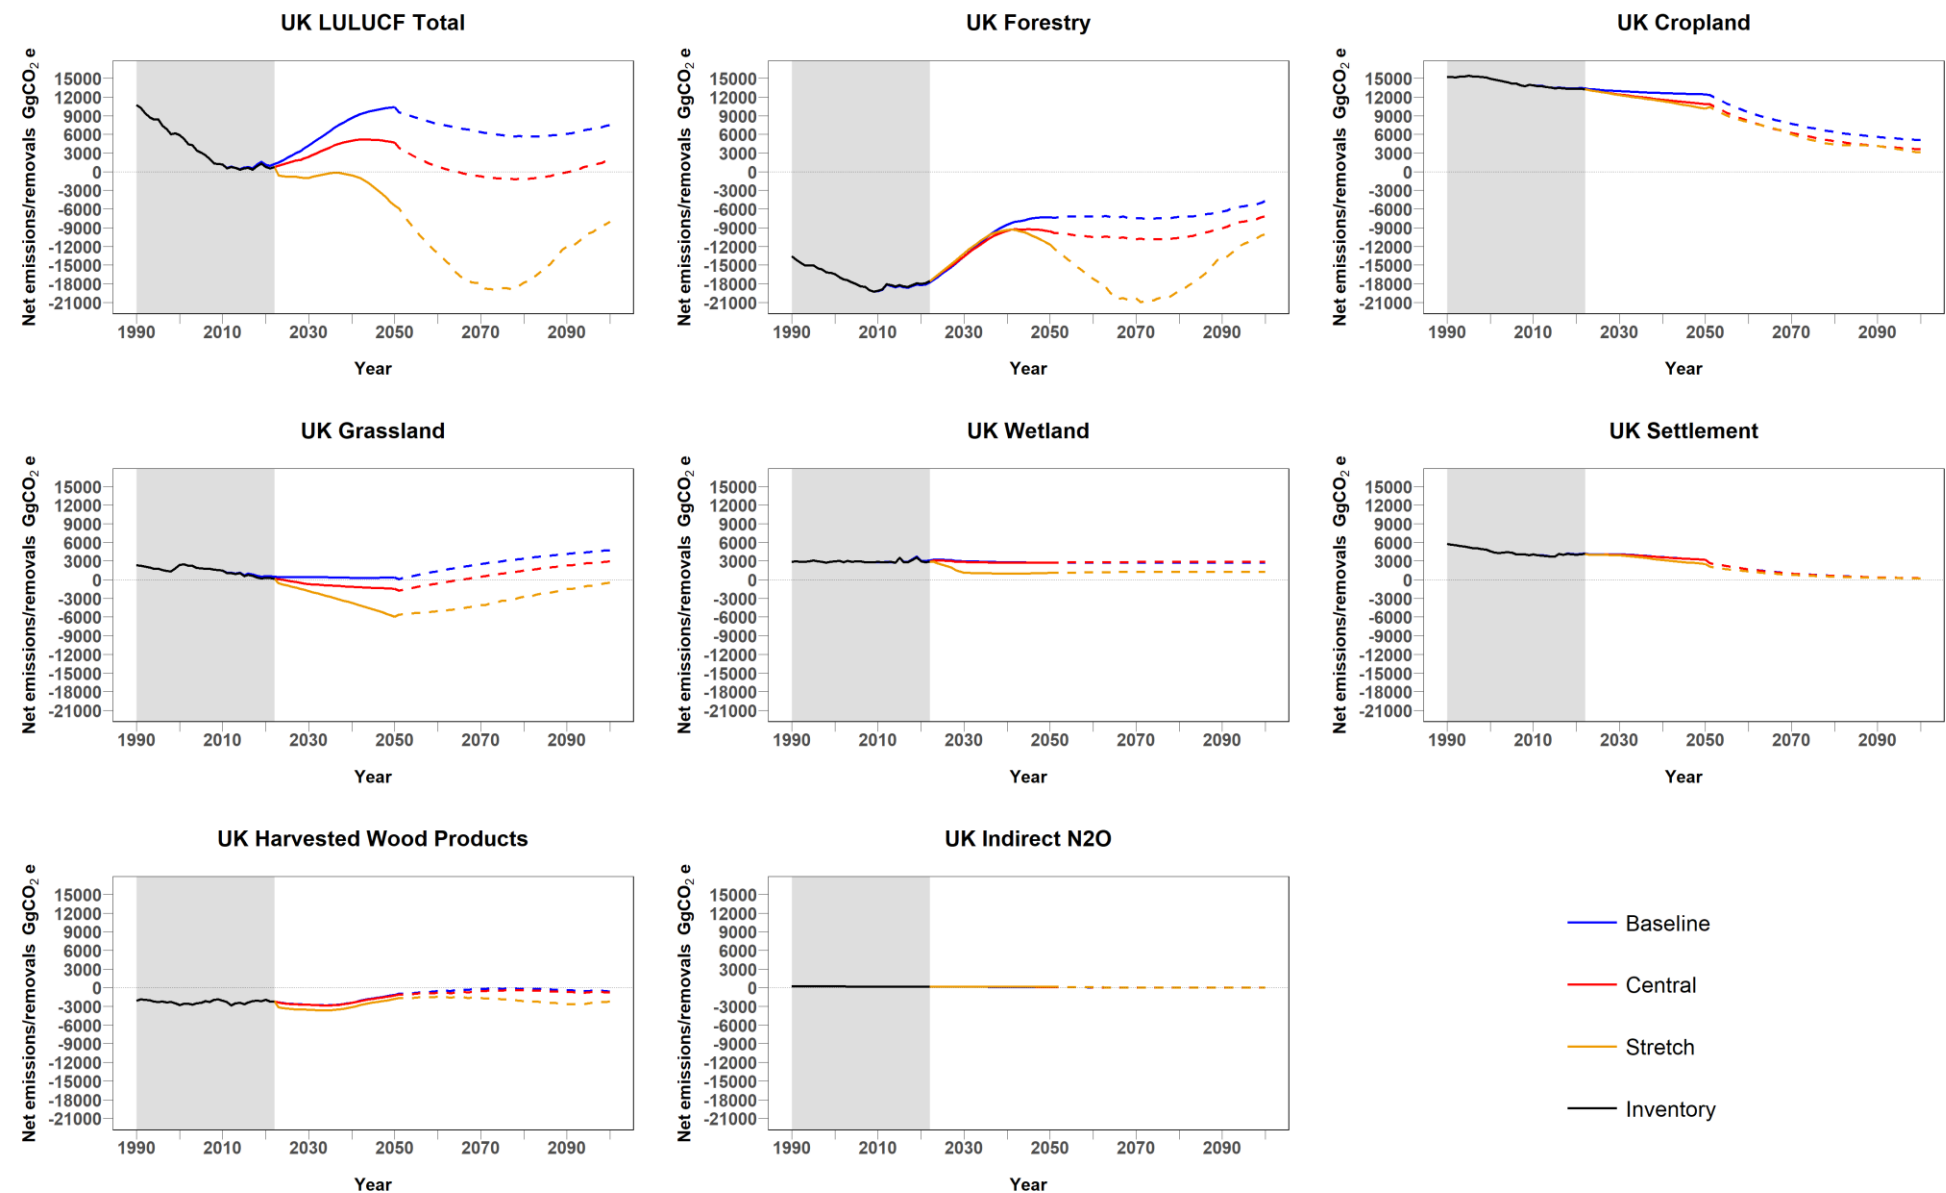 UK LULUCF Total
Net emissions/removals GgCO₂ e
15000
12000
9000
6000
3000
0
-3000
-6000
-9000
-12000
-15000
-18000
-21000
1990 2010 2030 2050 2070 2090
Year
UK Forestry
Net emissions/removals GgCO₂ e
15000
12000
9000
6000
3000
0
-3000
-6000
-9000
-12000
-15000
-18000
-21000
1990 2010 2030 2050 2070 2090
Year
UK Cropland
Net emissions/removals GgCO₂ e
15000
12000
9000
6000
3000
0
-3000
-6000
-9000
-12000
-15000
-18000
-21000
1990 2010 2030 2050 2070 2090
Year
UK Grassland
Net emissions/removals GgCO₂ e
15000
12000
9000
6000
3000
0
-3000
-6000
-9000
-12000
-15000
-18000
-21000
1990 2010 2030 2050 2070 2090
Year
UK Wetland
Net emissions/removals GgCO₂ e
15000
12000
9000
6000
3000
0
-3000
-6000
-9000
-12000
-15000
-18000
-21000
1990 2010 2030 2050 2070 2090
Year
UK Settlement
Net emissions/removals GgCO₂ e
15000
12000
9000
6000
3000
0
-3000
-6000
-9000
-12000
-15000
-18000
-21000
1990 2010 2030 2050 2070 2090
Year
UK Harvested Wood Products
Net emissions/removals GgCO₂ e
15000
12000
9000
6000
3000
0
-3000
-6000
-9000
-12000
-15000
-18000
-21000
1990 2010 2030 2050 2070 2090
Year
UK Indirect N2O
Net emissions/removals GgCO₂ e
15000
12000
9000
6000
3000
0
-3000
-6000
-9000
-12000
-15000
-18000
-21000
1990 2010 2030 2050 2070 2090
Year
Baseline
Central
Stretch
Inventory